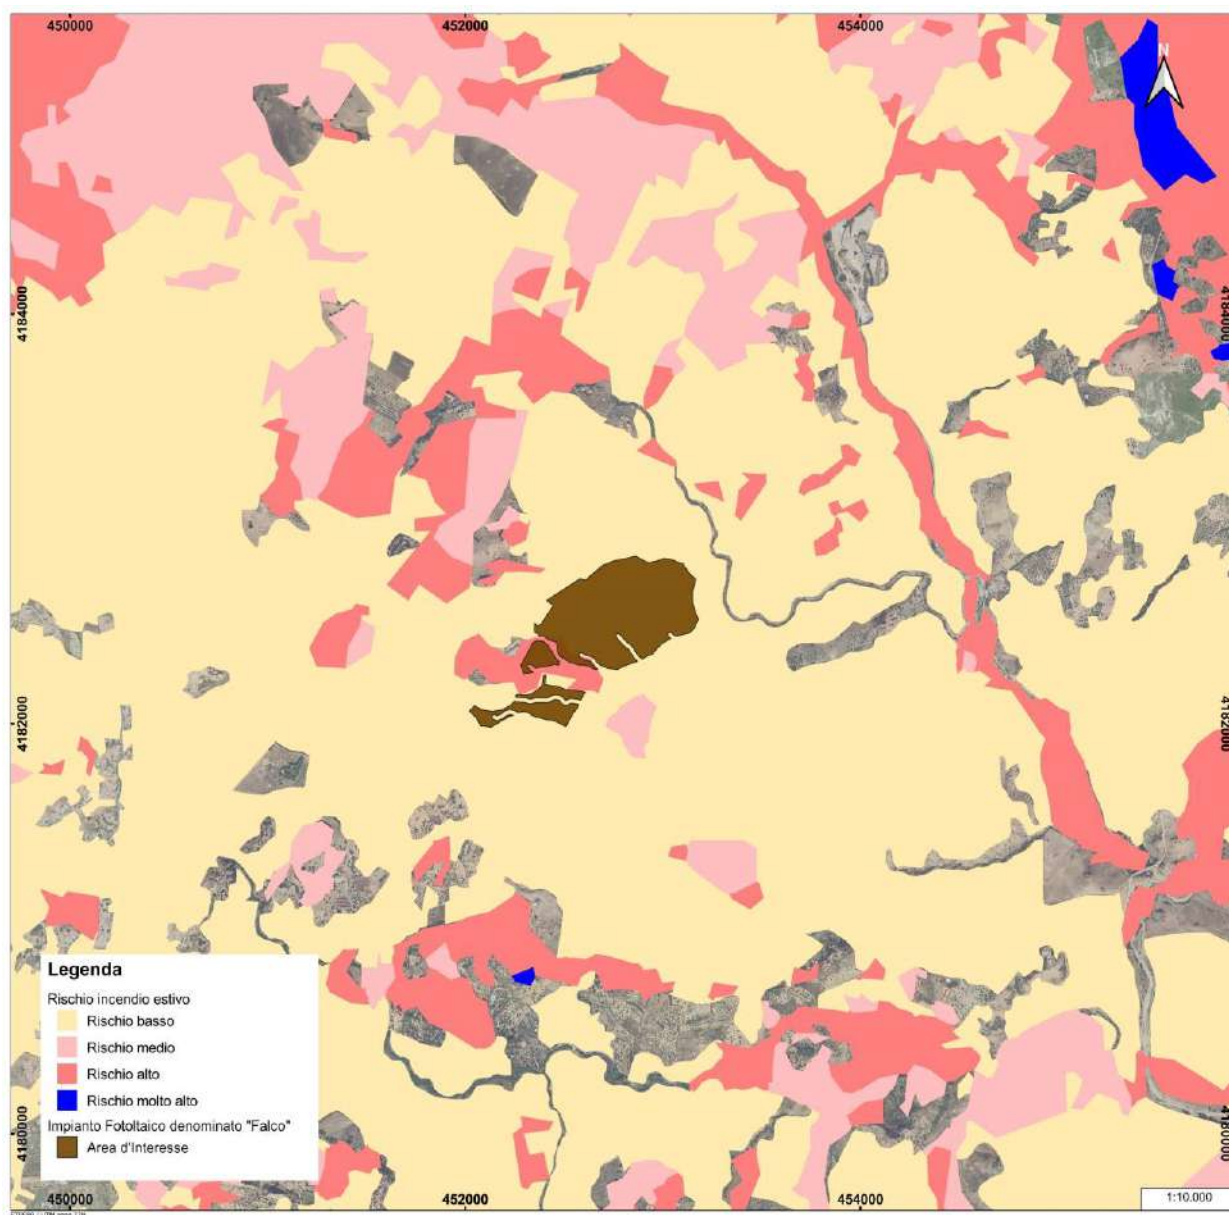 450000 452000 454000
N
4184000 4184000
4182000 4182000
Legenda
Rischio incendio estivo
Rischio basso
Rischio medio
Rischio alto
Rischio molto alto
Impianto Fotoltaico denominato "Falco"
Area d'Interesse
4180000 4180000
450000 452000 454000
1:10.000